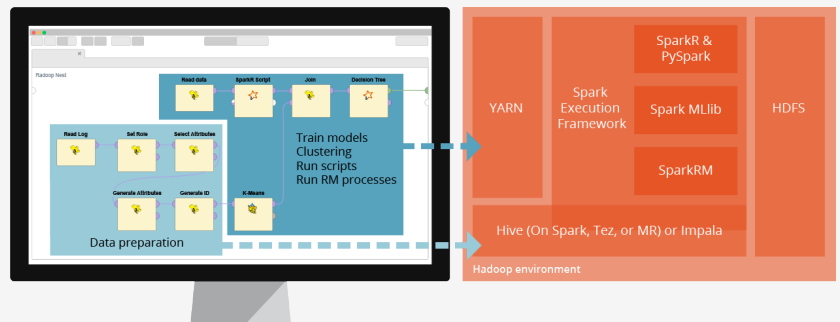 Radoop Nest
Read data
SparkR Script
Join
Decision Tree
Read Log
Set Role
Select Attributes
Train models
Clustering
Run scripts
Run RM processes
Generate Attributes
Generate ID
K-Means
Data preparation
YARN
Spark
Execution
Framework
SparkR &
PySpark
Spark MLlib
SparkRM
HDFS
Hive (On Spark, Tez, or MR) or Impala
Hadoop environment